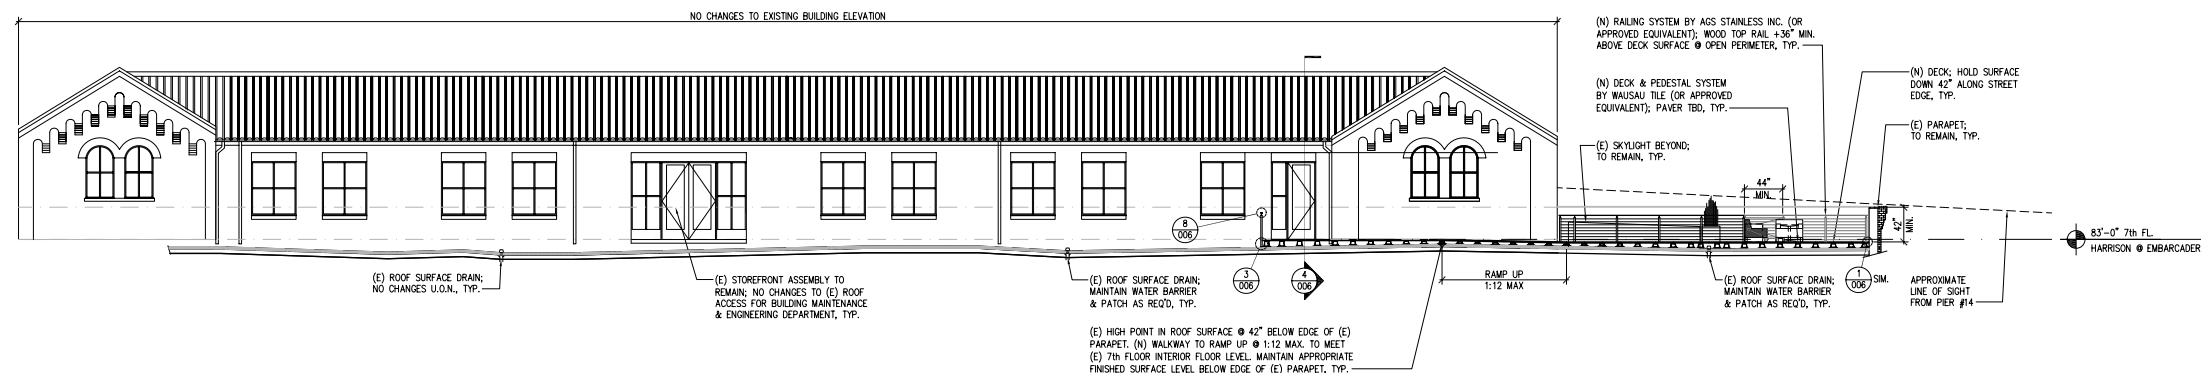 NO CHANGES TO EXISTING BUILDING ELEVATION
(N) RAILING SYSTEM BY AGS STAINLESS INC. (OR
APPROVED EQUIVALENT); WOOD TOP RAIL +36" MIN.
ABOVE DECK SURFACE @ OPEN PERIMETER, TYP.
(N) DECK & PEDESTAL SYSTEM
BY WAUSAU TILE (OR APPROVED
EQUIVALENT); PAVER TBD, TYP.
(N) DECK; HOLD SURFACE
DOWN 42" ALONG STREET
EDGE, TYP.
(E) PARAPET;
TO REMAIN, TYP.
(E) SKYLIGHT BEYOND;
TO REMAIN, TYP.
44"
MIN.
42"
MIN.
8
006
83'-0" 7th FL.
HARRISON @ EMBARCADER
(E) ROOF SURFACE DRAIN;
NO CHANGES U.O.N., TYP.
(E) STOREFRONT ASSEMBLY TO
REMAIN; NO CHANGES TO (E) ROOF
ACCESS FOR BUILDING MAINTENANCE
& ENGINEERING DEPARTMENT, TYP.
(E) ROOF SURFACE DRAIN;
MAINTAIN WATER BARRIER
& PATCH AS REQ'D, TYP.
3
006
4
006
RAMP UP
1:12 MAX
(E) ROOF SURFACE DRAIN;
MAINTAIN WATER BARRIER
& PATCH AS REQ'D, TYP.
1
006
SIM.
APPROXIMATE
LINE OF SIGHT
FROM PIER #14
(E) HIGH POINT IN ROOF SURFACE @ 42" BELOW EDGE OF (E)
PARAPET. (N) WALKWAY TO RAMP UP @ 1:12 MAX. TO MEET
(E) 7th FLOOR INTERIOR FLOOR LEVEL. MAINTAIN APPROPRIATE
FINISHED SURFACE LEVEL BELOW EDGE OF (E) PARAPET, TYP.